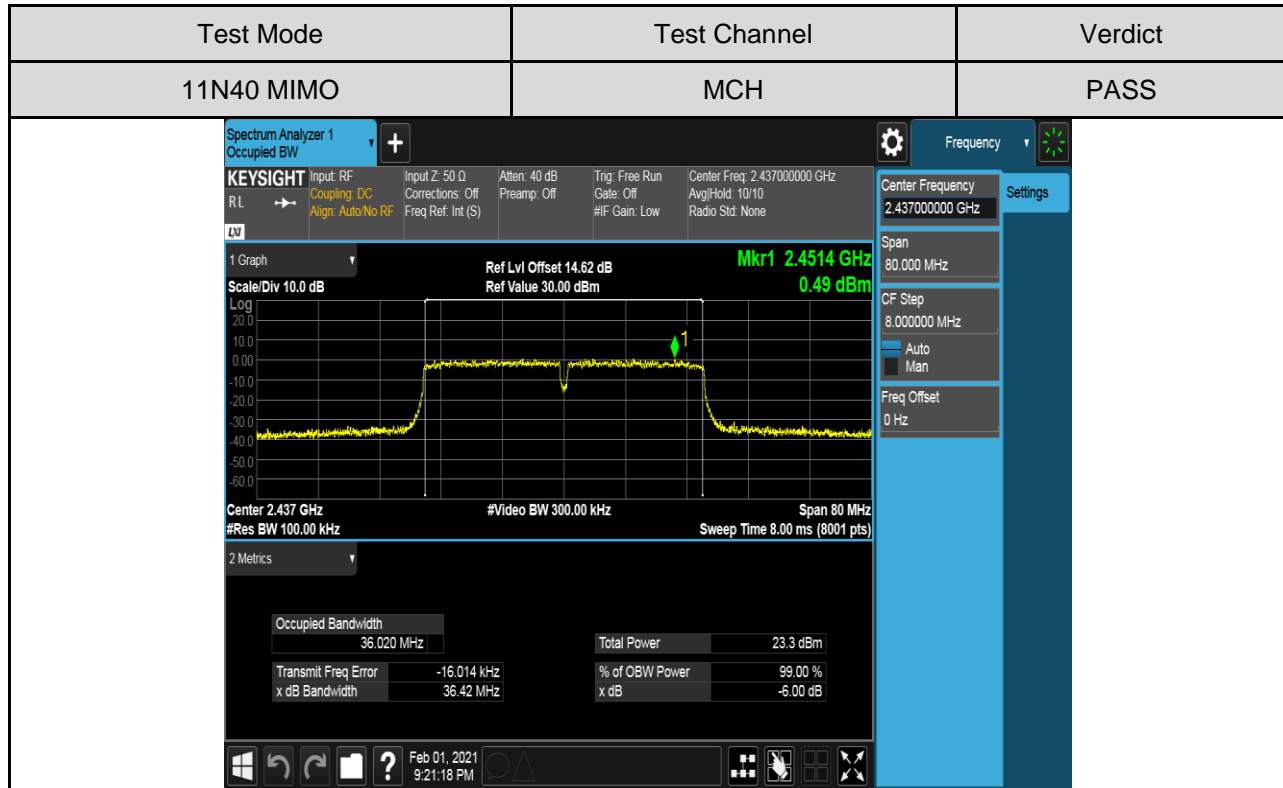 Test Mode Test Channel Verdict
11N40 MIMO MCH PASS
Spectrum Analyzer 1
Occupied BW
+
Frequency
KEYSIGHT Input: RF Input Z: 50 Ω Atten: 40 dB Trig: Free Run Center Freq: 2.437000000 GHz
RL Coupling: DC Corrections: Off Preamp: Off Gate: Off Avg|Hold: 10/10
Align: Auto/No RF Freq Ref: Int (S) #IF Gain: Low Radio Std: None
LXI
Center Frequency
2.437000000 GHz
Settings
Span
80.000 MHz
CF Step
8.000000 MHz
Auto
Man
Freq Offset
0 Hz
1 Graph Ref Lvl Offset 14.62 dB Mkr1 2.4514 GHz
Scale/Div 10.0 dB Ref Value 30.00 dBm 0.49 dBm
Log
20.0
10.0
1
0.00
-10.0
-20.0
-30.0
-40.0
-50.0
-60.0
Center 2.437 GHz #Video BW 300.00 kHz Span 80 MHz
#Res BW 100.00 kHz Sweep Time 8.00 ms (8001 pts)
2 Metrics
Occupied Bandwidth
36.020 MHz Total Power 23.3 dBm
Transmit Freq Error -16.014 kHz % of OBW Power 99.00 %
x dB Bandwidth 36.42 MHz x dB -6.00 dB
? Feb 01, 2021
9:21:18 PM